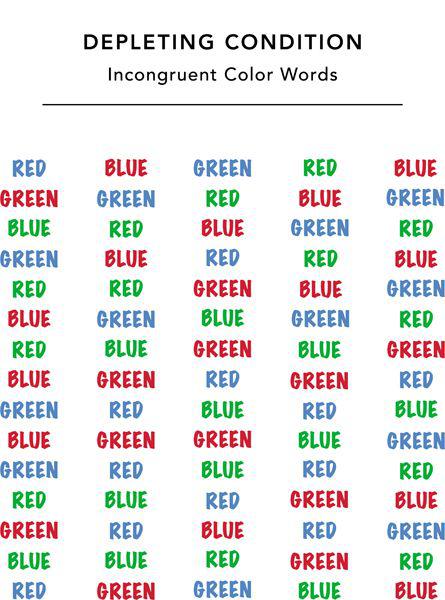 DEPLETING CONDITION
Incongruent Color Words
RED BLUE GREEN RED BLUE
GREEN GREEN RED BLUE GREEN
BLUE RED BLUE GREEN RED
GREEN BLUE RED RED BLUE
RED RED GREEN BLUE GREEN
BLUE GREEN BLUE GREEN RED
RED BLUE GREEN BLUE GREEN
BLUE GREEN RED GREEN RED
GREEN RED BLUE RED BLUE
BLUE GREEN GREEN BLUE GREEN
GREEN RED BLUE RED RED
RED BLUE RED GREEN BLUE
GREEN RED BLUE RED GREEN
BLUE BLUE RED GREEN RED
RED GREEN GREEN BLUE BLUE